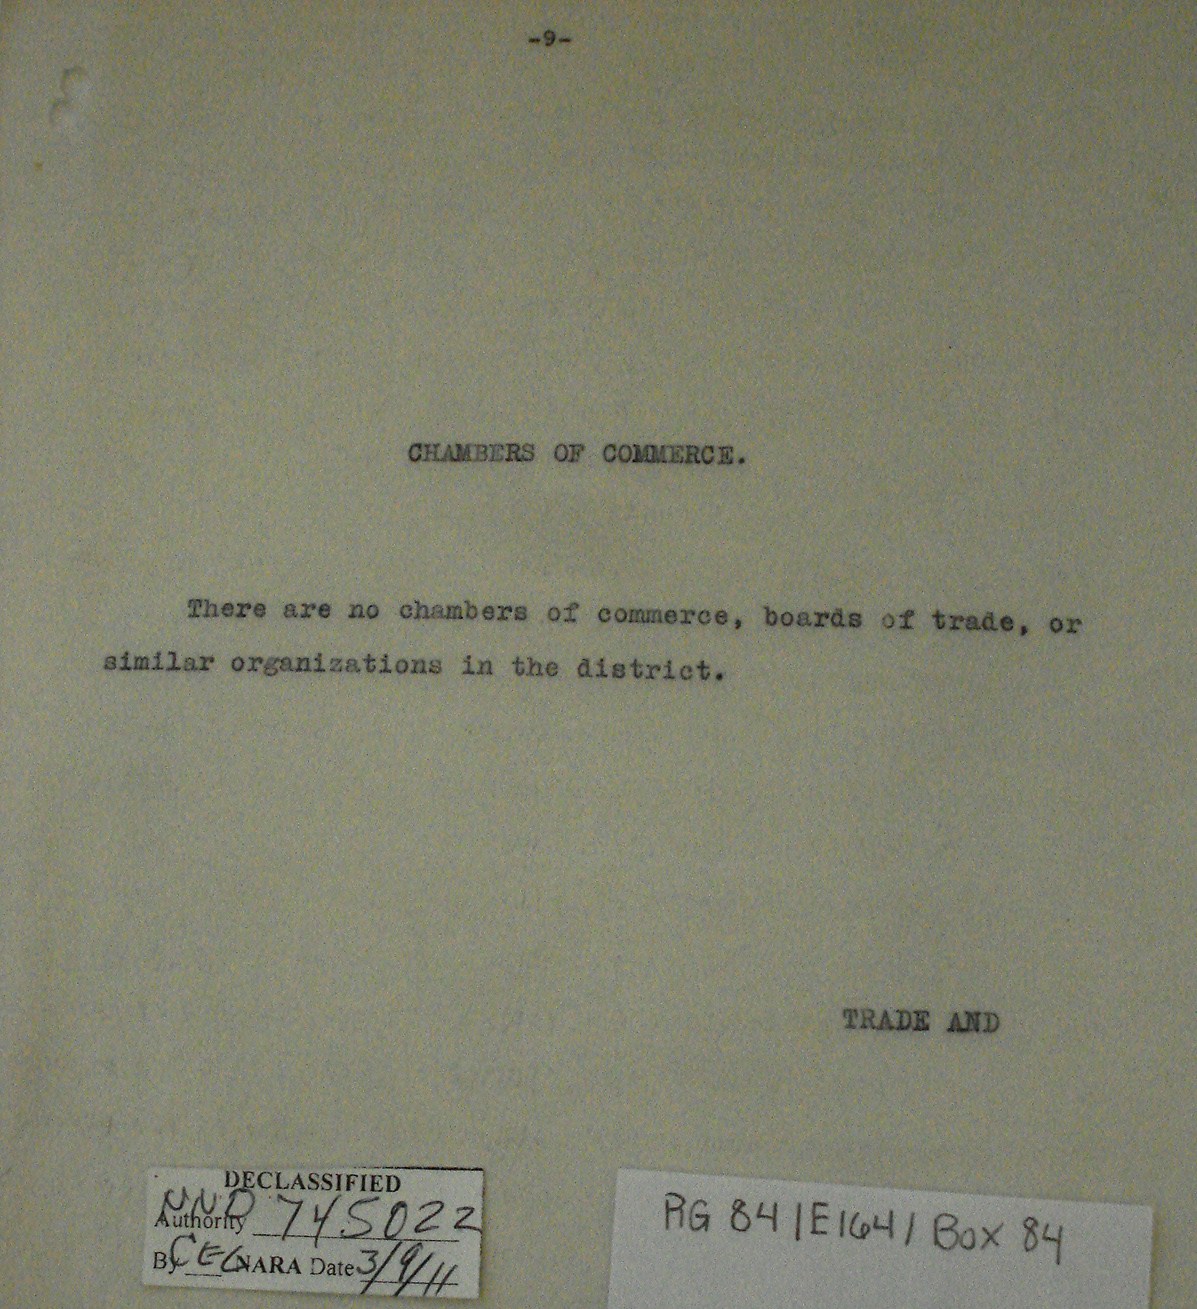 -9-
CHAMBERS OF COMMERCE.
There are no chambers of commerce, boards of trade, or
similar organizations in the district.
TRADE AND
DECLASSIFIED
Authority NND 745022
By CEC NARA Date 3/9/11
RG 84/E164/ Box 84